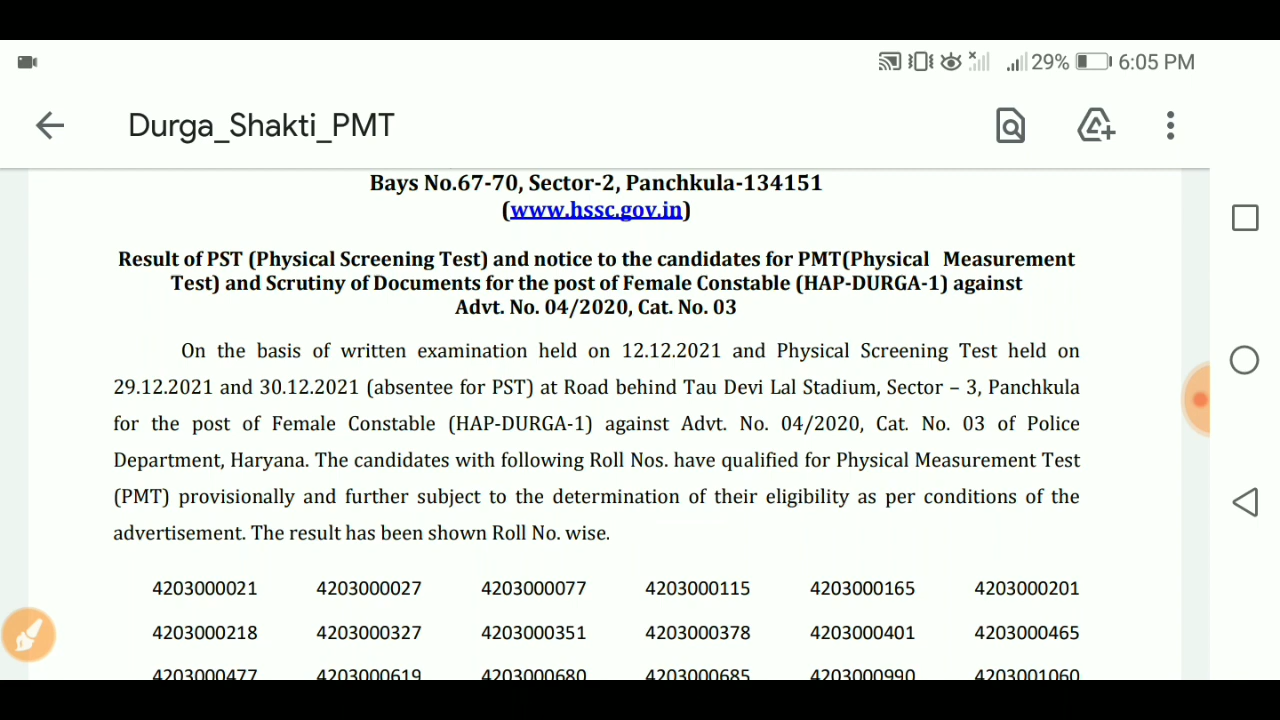 29% 6:05 PM
Durga_Shakti_PMT
Bays No.67-70, Sector-2, Panchkula-134151
(www.hssc.gov.in)
Result of PST (Physical Screening Test) and notice to the candidates for PMT(Physical Measurement
Test) and Scrutiny of Documents for the post of Female Constable (HAP-DURGA-1) against
Advt. No. 04/2020, Cat. No. 03
On the basis of written examination held on 12.12.2021 and Physical Screening Test held on
29.12.2021 and 30.12.2021 (absentee for PST) at Road behind Tau Devi Lal Stadium, Sector – 3, Panchkula
for the post of Female Constable (HAP-DURGA-1) against Advt. No. 04/2020, Cat. No. 03 of Police
Department, Haryana. The candidates with following Roll Nos. have qualified for Physical Measurement Test
(PMT) provisionally and further subject to the determination of their eligibility as per conditions of the
advertisement. The result has been shown Roll No. wise.
4203000021 4203000027 4203000077 4203000115 4203000165 4203000201
4203000218 4203000327 4203000351 4203000378 4203000401 4203000465
4203000477 4203000619 4203000680 4203000685 4203000990 4203001060